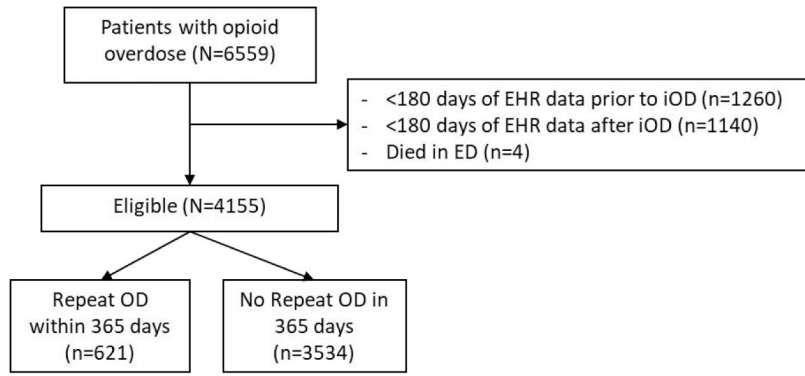 Patients with opioid
overdose (N=6559)
- <180 days of EHR data prior to iOD (n=1260)
- <180 days of EHR data after iOD (n=1140)
- Died in ED (n=4)
Eligible (N=4155)
Repeat OD
within 365 days
(n=621)
No Repeat OD in
365 days
(n=3534)